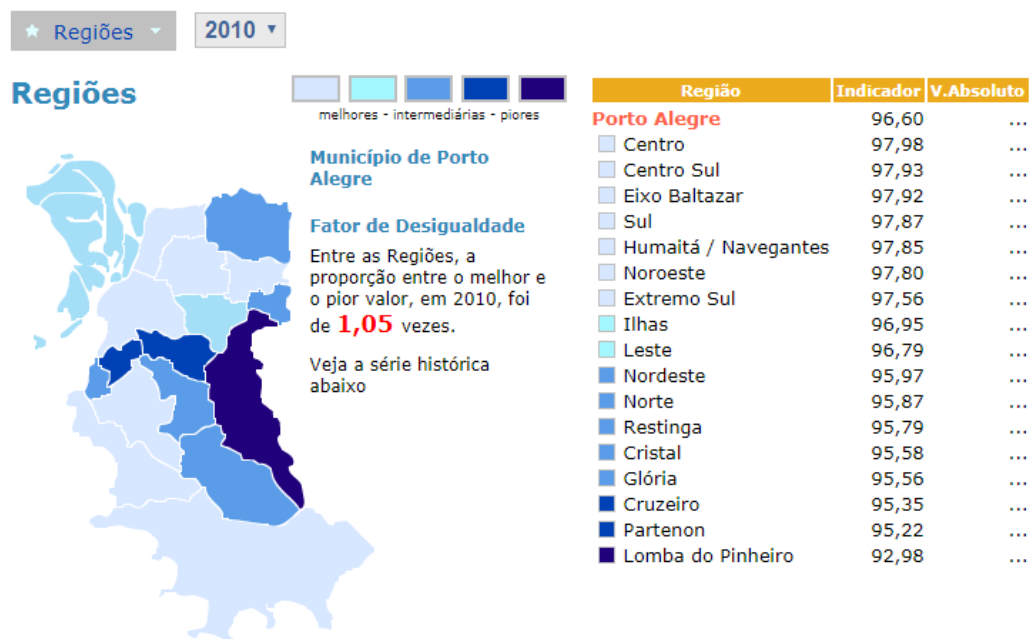 Regiões
2010
Regiões
melhores - intermediárias - piores
Município de Porto
Alegre
Fator de Desigualdade
Entre as Regiões, a
proporção entre o melhor e
o pior valor, em 2010, foi
de 1,05 vezes.
Veja a série histórica
abaixo
Região Indicador V.Absoluto
Porto Alegre 96,60 ...
Centro 97,98 ...
Centro Sul 97,93 ...
Eixo Baltazar 97,92 ...
Sul 97,87 ...
Humaitá / Navegantes 97,85 ...
Noroeste 97,80 ...
Extremo Sul 97,56 ...
Ilhas 96,95 ...
Leste 96,79 ...
Nordeste 95,97 ...
Norte 95,87 ...
Restinga 95,79 ...
Cristal 95,58 ...
Glória 95,56 ...
Cruzeiro 95,35 ...
Partenon 95,22 ...
Lomba do Pinheiro 92,98 ...